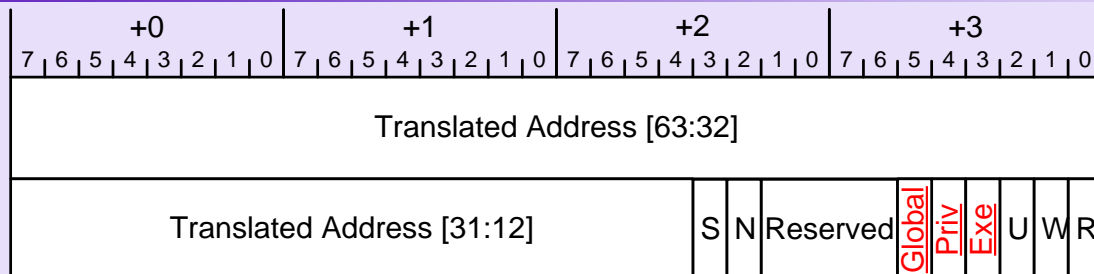 +0 +1 +2 +3
7 6 5 4 3 2 1 0 7 6 5 4 3 2 1 0 7 6 5 4 3 2 1 0 7 6 5 4 3 2 1 0
Translated Address [63:32]
Translated Address [31:12] S N Reserved Global Priv Exe U W R